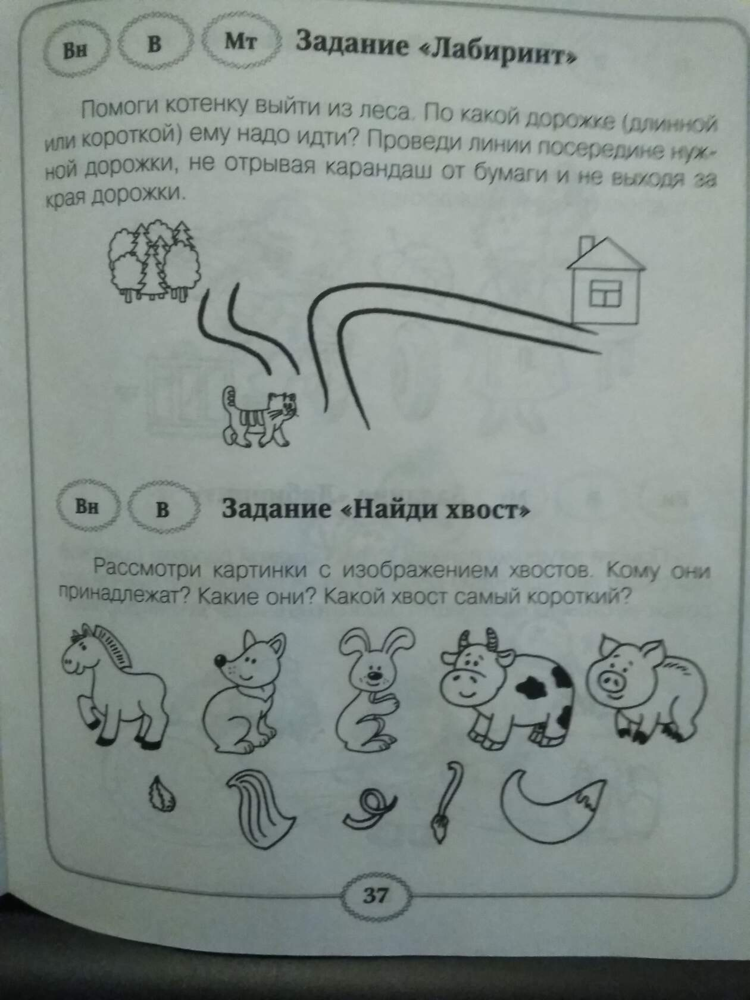 Вн В Мт Задание «Лабиринт»
Помоги котенку выйти из леса. По какой дорожке (длинной
или короткой) ему надо идти? Проведи линии посередине нуж-
ной дорожки, не отрывая карандаш от бумаги и не выходя за
края дорожки.
Вн В Задание «Найди хвост»
Рассмотри картинки с изображением хвостов. Кому они
принадлежат? Какие они? Какой хвост самый короткий?
37